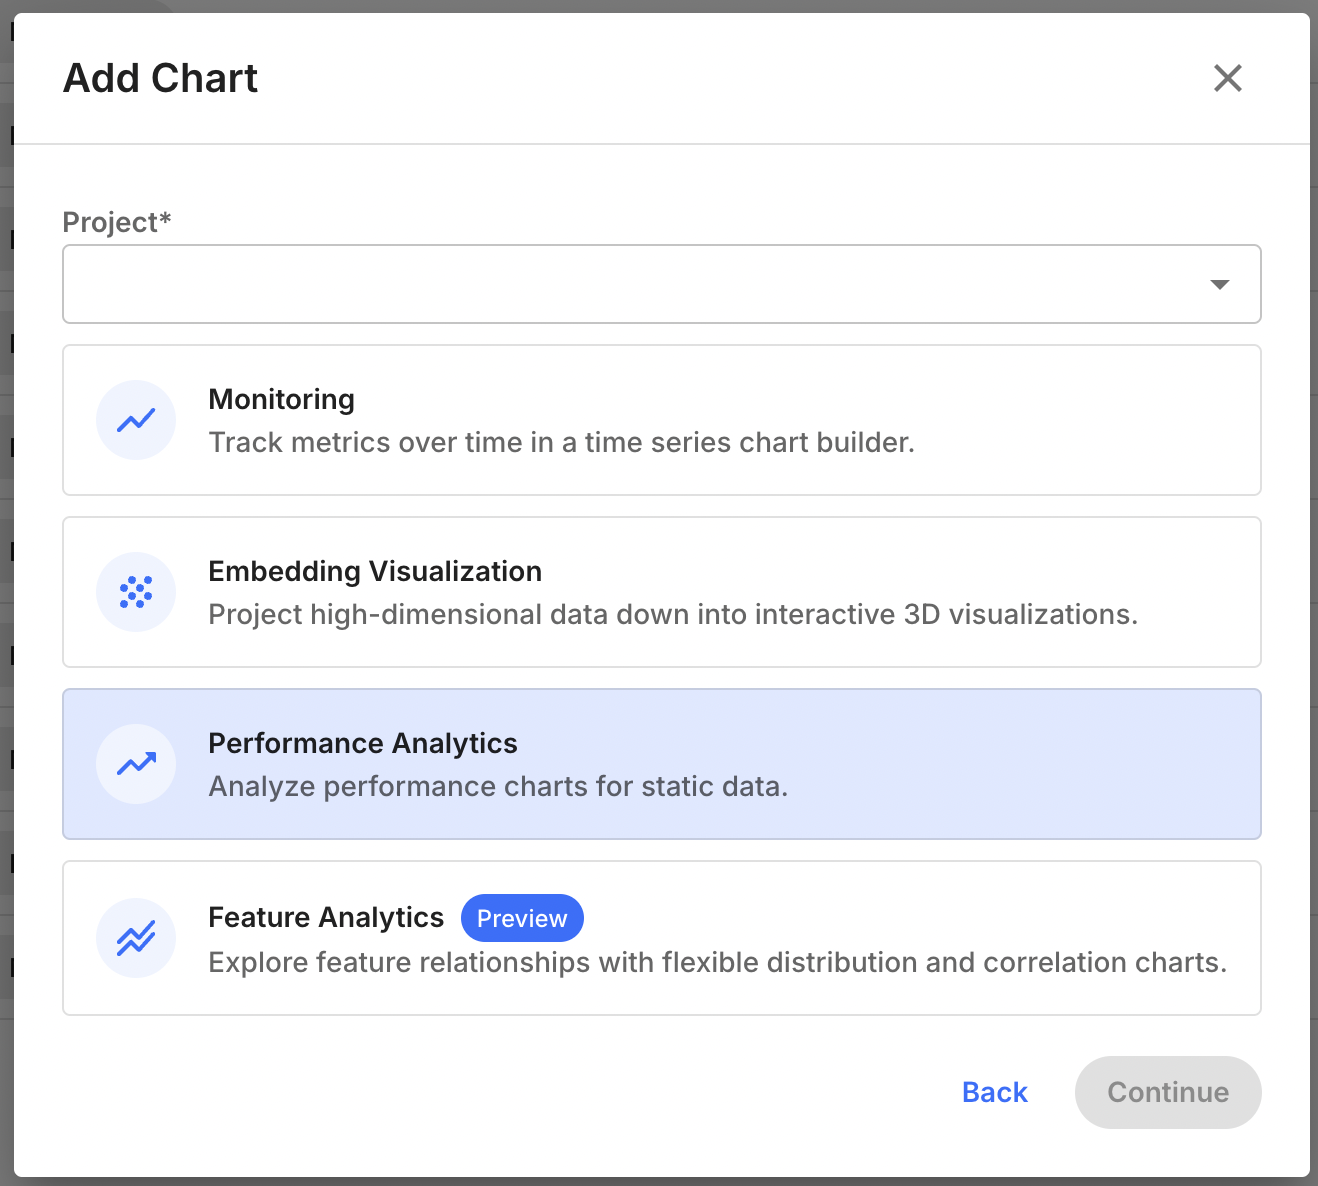 Add Chart
Project*
Monitoring
Track metrics over time in a time series chart builder.
Embedding Visualization
Project high-dimensional data down into interactive 3D visualizations.
Performance Analytics
Analyze performance charts for static data.
Feature Analytics Preview
Explore feature relationships with flexible distribution and correlation charts.
Back Continue